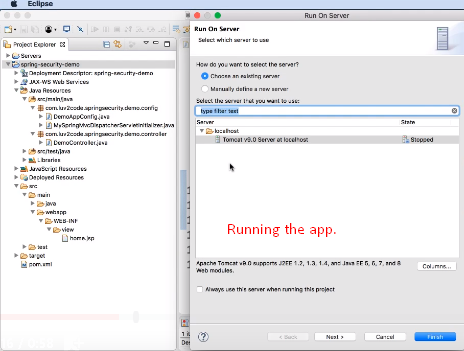 Eclipse
Project Explorer
Servers
spring-security-demo
Deployment Descriptor: spring-security-demo
JAX-WS Web Services
Java Resources
src/main/java
com.luv2code.springsecurity.demo.config
DemoAppConfig.java
MySpringMvcDispatcherServletInitializer.java
com.luv2code.springsecurity.demo.controller
DemoController.java
src/test/java
Libraries
JavaScript Resources
Deployed Resources
src
main
java
webapp
WEB-INF
view
home.jsp
test
target
pom.xml
Run On Server
Run On Server
Select which server to use
How do you want to select the server?
Choose an existing server
Manually define a new server
Select the server that you want to use:
type filter text
Server State
localhost
Tomcat v9.0 Server at localhost Stopped
Running the app.
Apache Tomcat v9.0 supports J2EE 1.2, 1.3, 1.4, and Java EE 5, 6, 7, and 8
Web modules.
Columns...
Always use this server when running this project
< Back Next > Cancel Finish